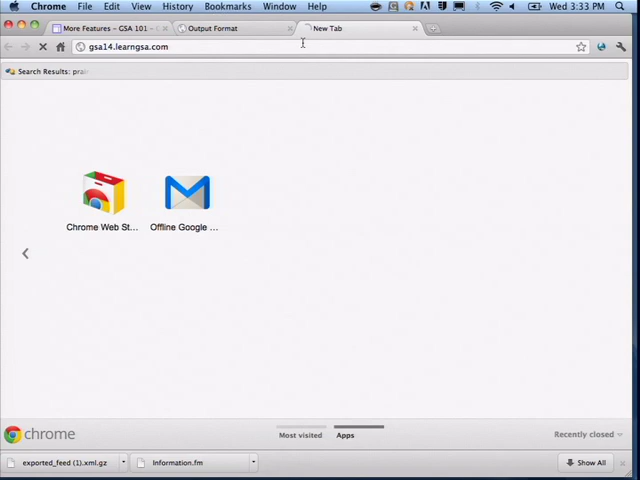 Chrome File Edit View History Bookmarks Window Help Wed 3:33 PM
More Features – GSA 101 – Output Format New Tab
gsa14.learngsa.com
Search Results: prai
Chrome Web St... Offline Google ...
chrome Most visited Apps Recently closed
exported_feed (1).xml.gz Information.fm Show All